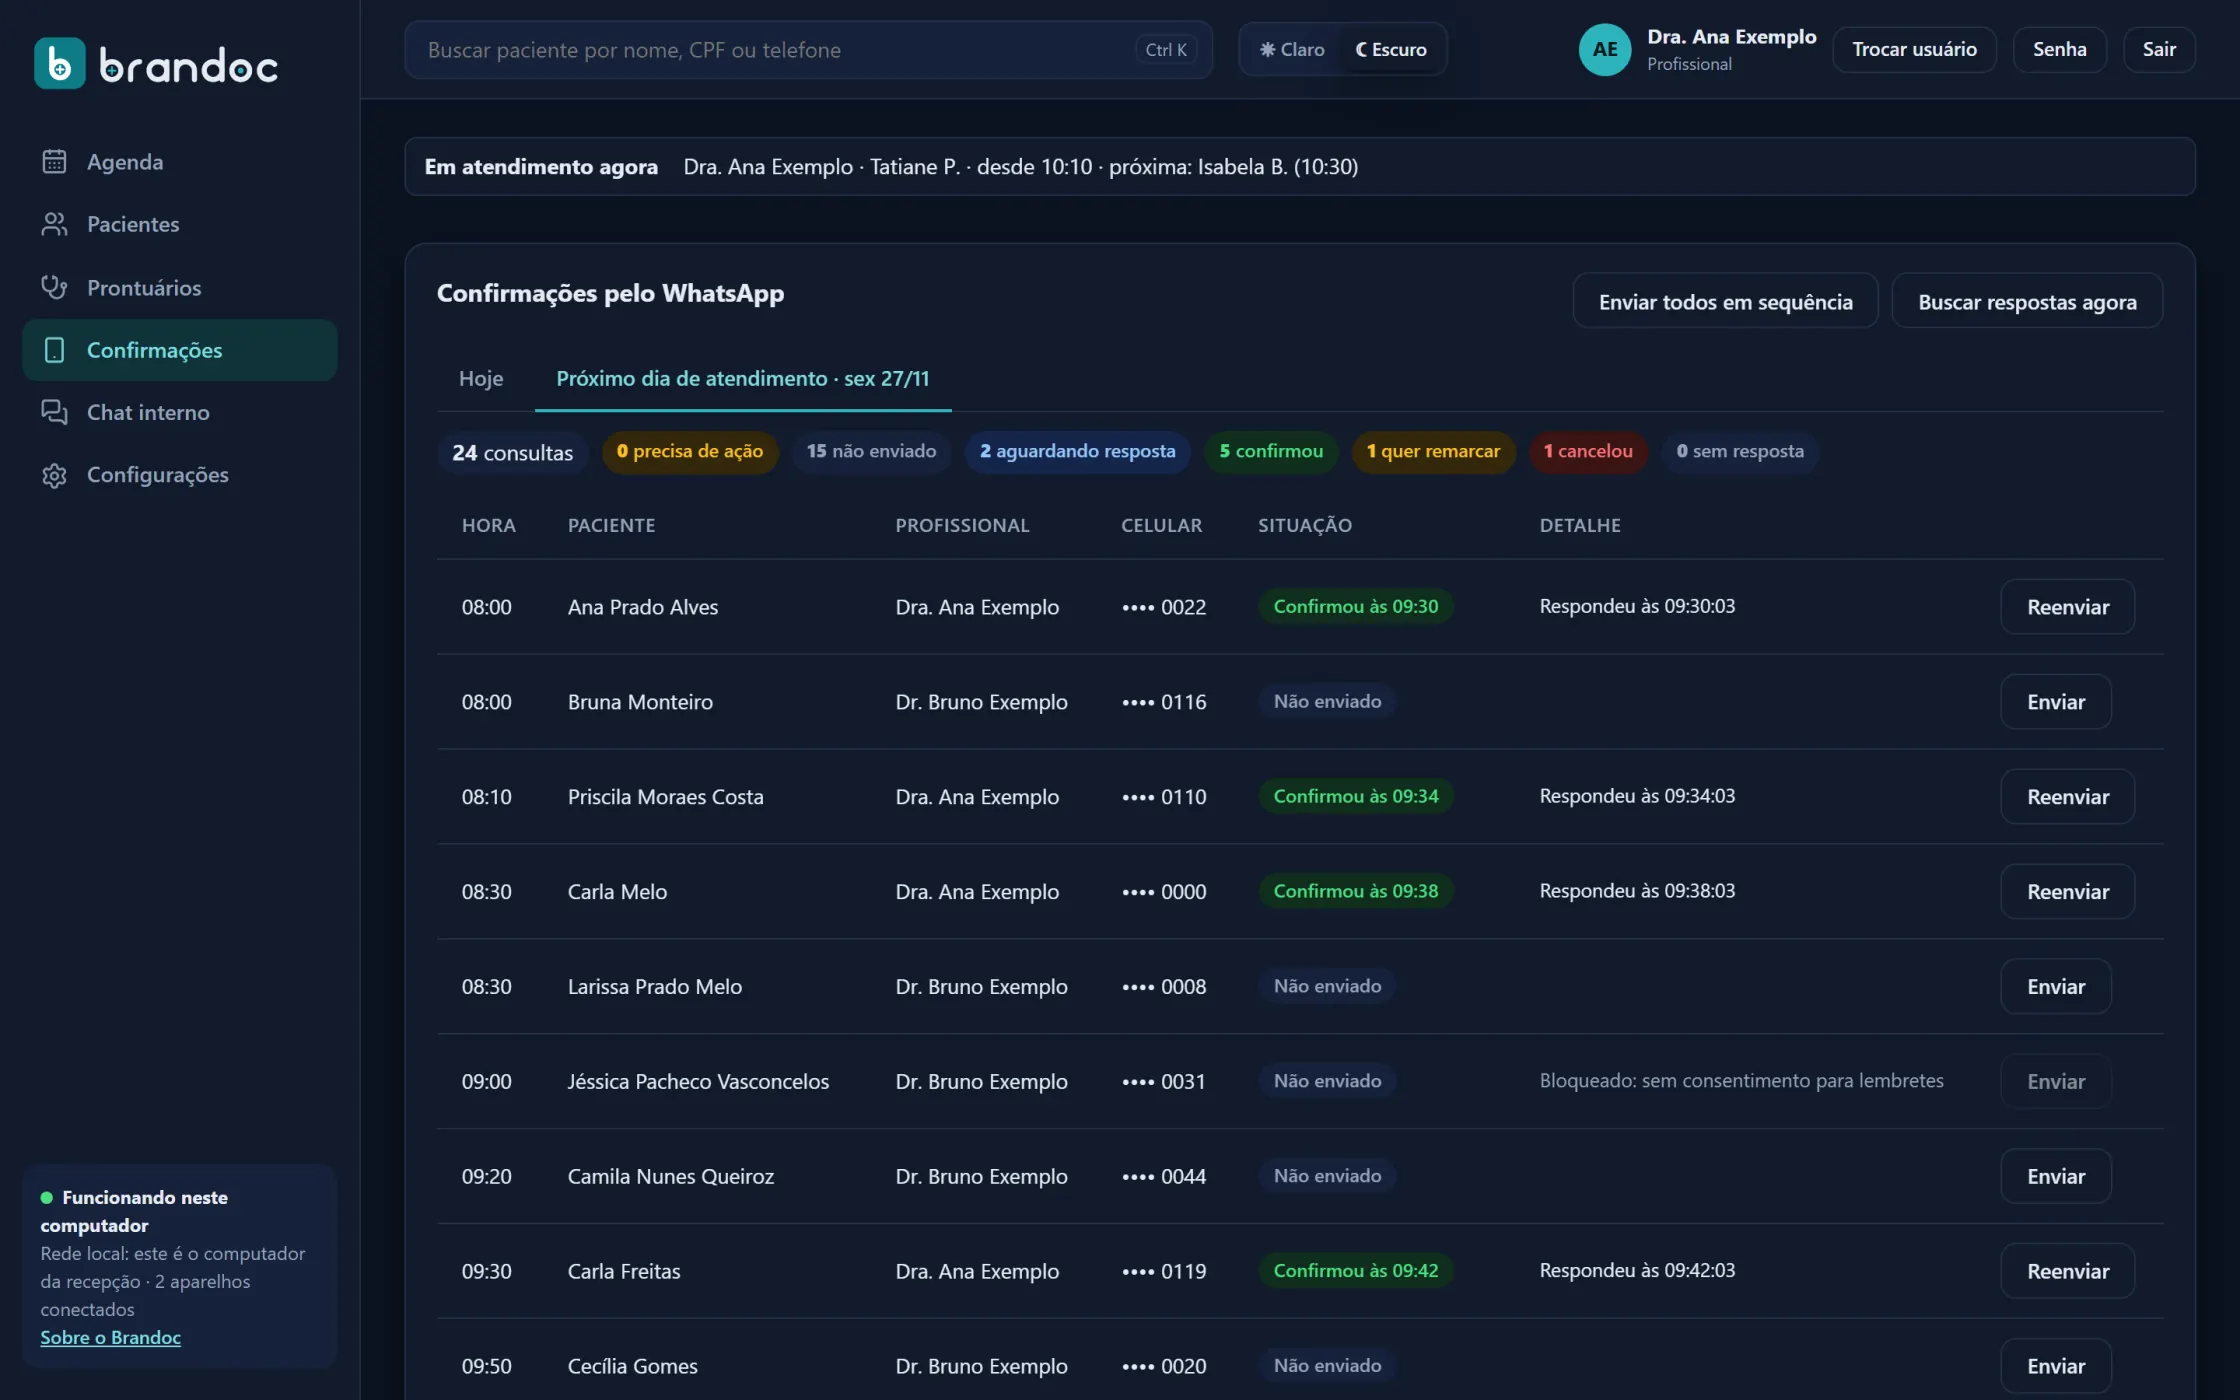 brandoc
Buscar paciente por nome, CPF ou telefone
Ctrl K
Claro
Escuro
AE
Dra. Ana Exemplo
Profissional
Trocar usuário
Senha
Sair
Agenda
Pacientes
Prontuários
Confirmações
Chat interno
Configurações
Em atendimento agora Dra. Ana Exemplo · Tatiane P. · desde 10:10 · próxima: Isabela B. (10:30)
Confirmações pelo WhatsApp
Enviar todos em sequência
Buscar respostas agora
Hoje
Próximo dia de atendimento · sex 27/11
24 consultas
0 precisa de ação
15 não enviado
2 aguardando resposta
5 confirmou
1 quer remarcar
1 cancelou
0 sem resposta
HORA PACIENTE PROFISSIONAL CELULAR SITUAÇÃO DETALHE
08:00 Ana Prado Alves Dra. Ana Exemplo •••• 0022 Confirmou às 09:30 Respondeu às 09:30:03 Reenviar
08:00 Bruna Monteiro Dr. Bruno Exemplo •••• 0116 Não enviado Enviar
08:10 Priscila Moraes Costa Dra. Ana Exemplo •••• 0110 Confirmou às 09:34 Respondeu às 09:34:03 Reenviar
08:30 Carla Melo Dra. Ana Exemplo •••• 0000 Confirmou às 09:38 Respondeu às 09:38:03 Reenviar
08:30 Larissa Prado Melo Dr. Bruno Exemplo •••• 0008 Não enviado Enviar
09:00 Jéssica Pacheco Vasconcelos Dr. Bruno Exemplo •••• 0031 Não enviado Bloqueado: sem consentimento para lembretes Enviar
09:20 Camila Nunes Queiroz Dr. Bruno Exemplo •••• 0044 Não enviado Enviar
09:30 Carla Freitas Dra. Ana Exemplo •••• 0119 Confirmou às 09:42 Respondeu às 09:42:03 Reenviar
09:50 Cecília Gomes Dr. Bruno Exemplo •••• 0020 Não enviado Enviar
Funcionando neste
computador
Rede local: este é o computador
da recepção · 2 aparelhos
conectados
Sobre o Brandoc